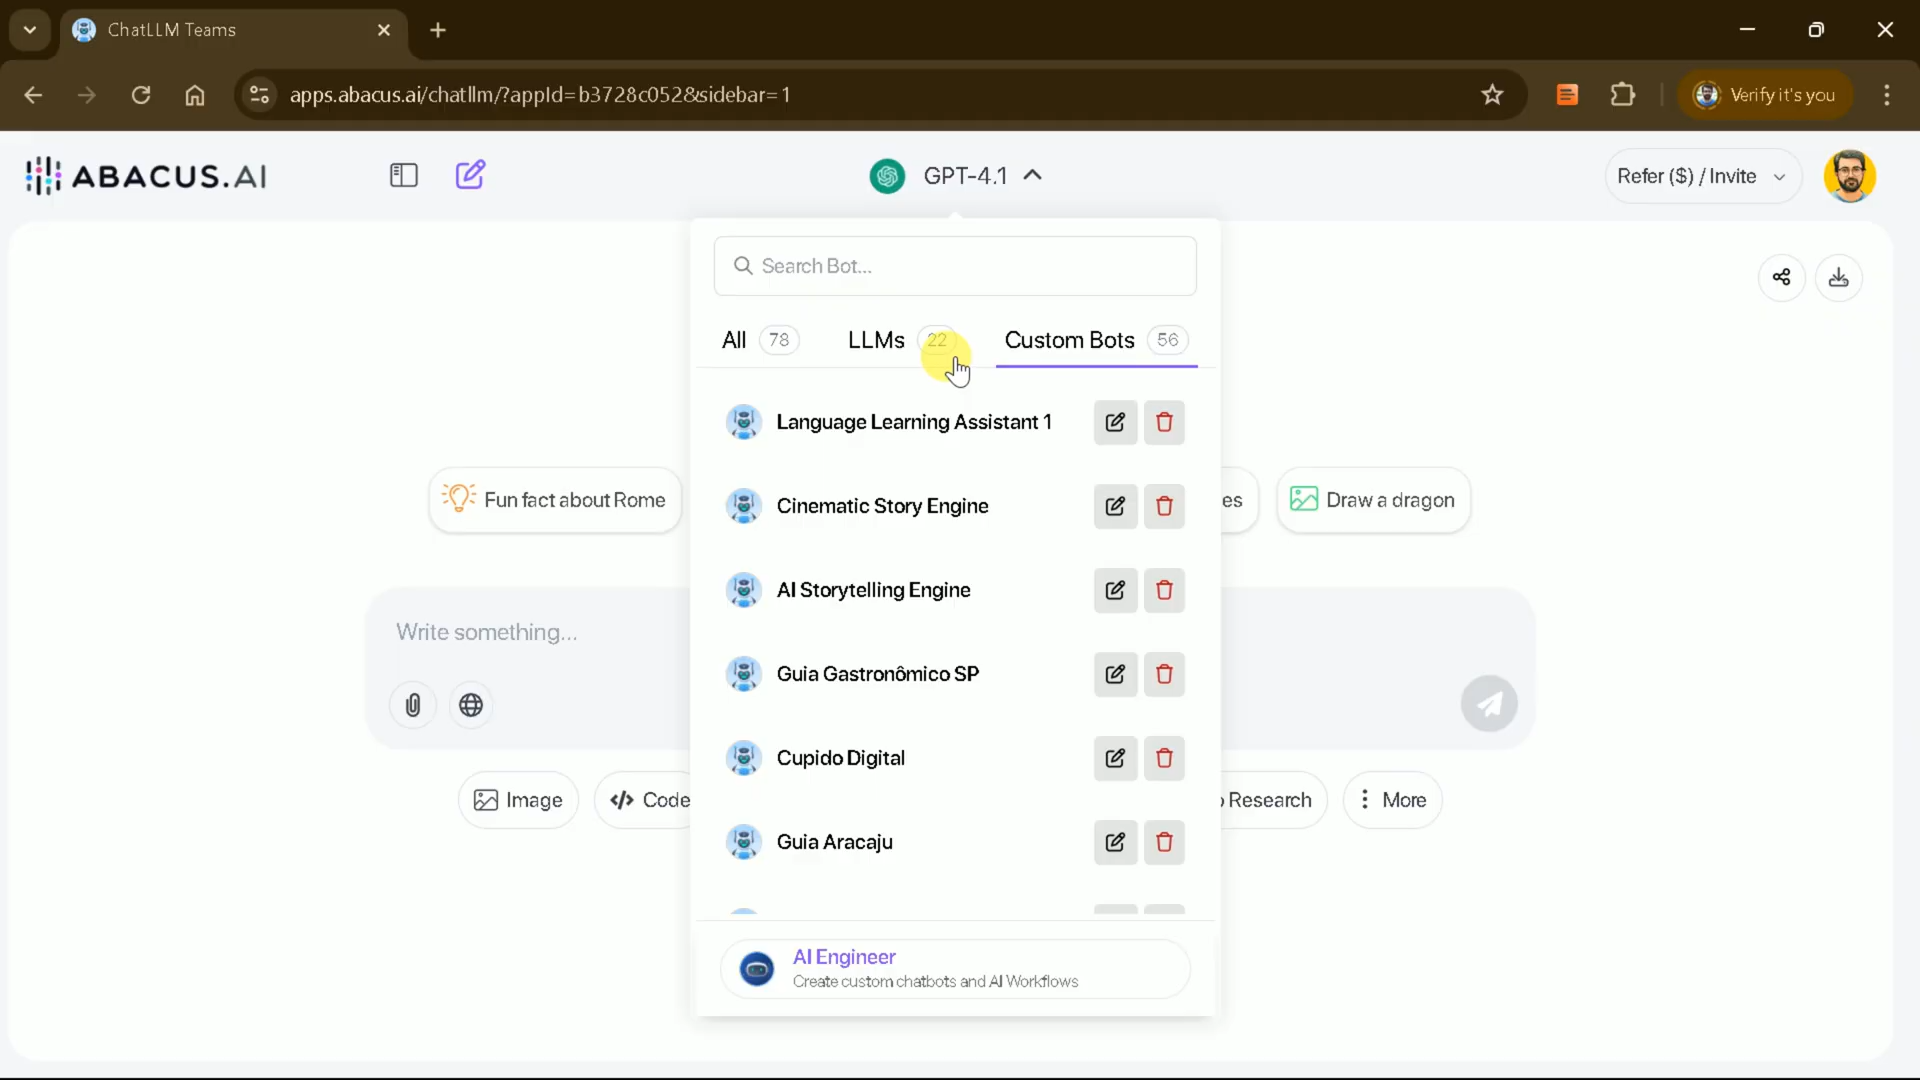 ChatLLM Teams
apps.abacus.ai/chatllm/?appId=b3728c052&sidebar=1
Verify it's you
ABACUS.AI
GPT-4.1
Refer ($) / Invite
Search Bot...
All 78
LLMs 22
Custom Bots 56
Language Learning Assistant 1
Cinematic Story Engine
Fun fact about Rome
es
Draw a dragon
AI Storytelling Engine
Write something...
Guia Gastronômico SP
Cupido Digital
Image
Code
Research
More
Guia Aracaju
AI Engineer
Create custom chatbots and AI Workflows